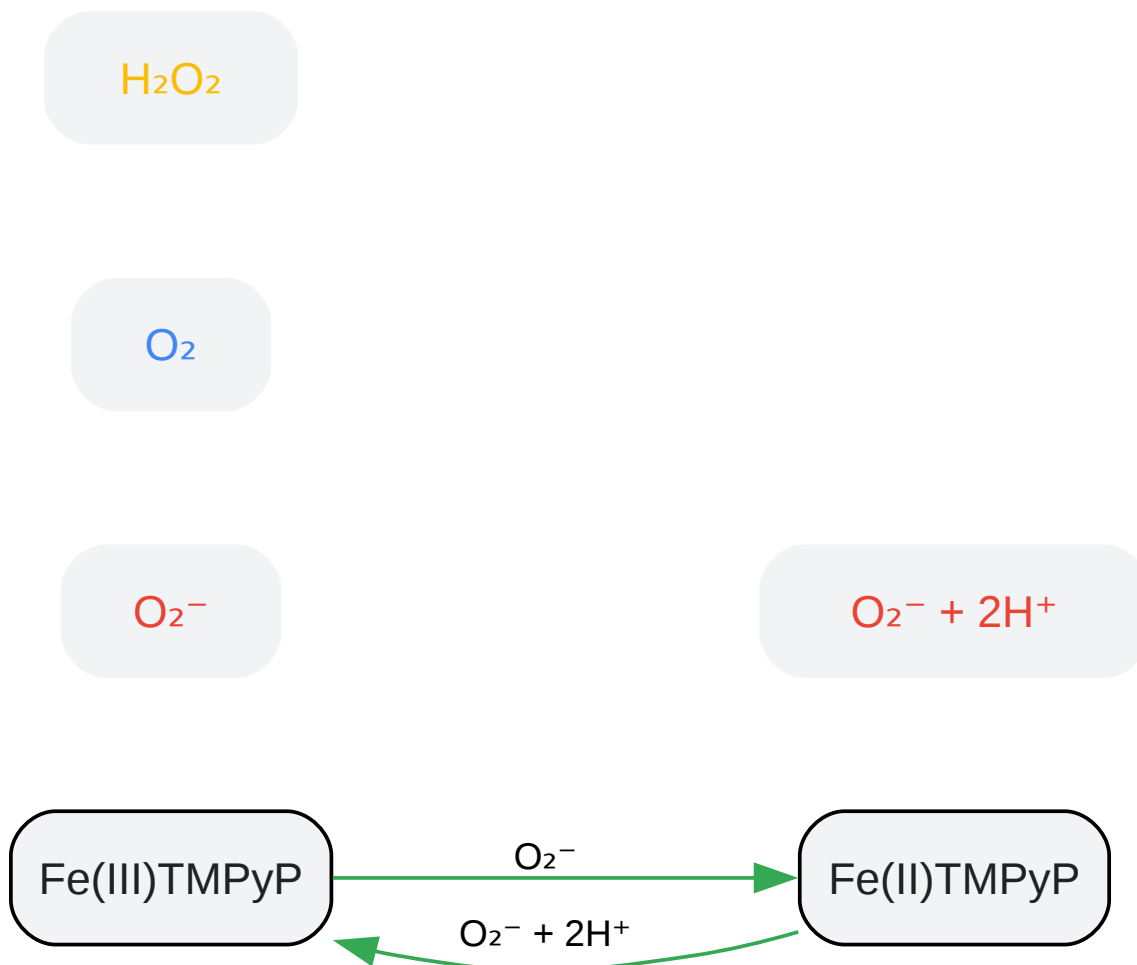 H₂O₂
O₂
O₂⁻
O₂⁻ + 2H⁺
Fe(III)TMPyP
O₂⁻
Fe(II)TMPyP
O₂⁻ + 2H⁺